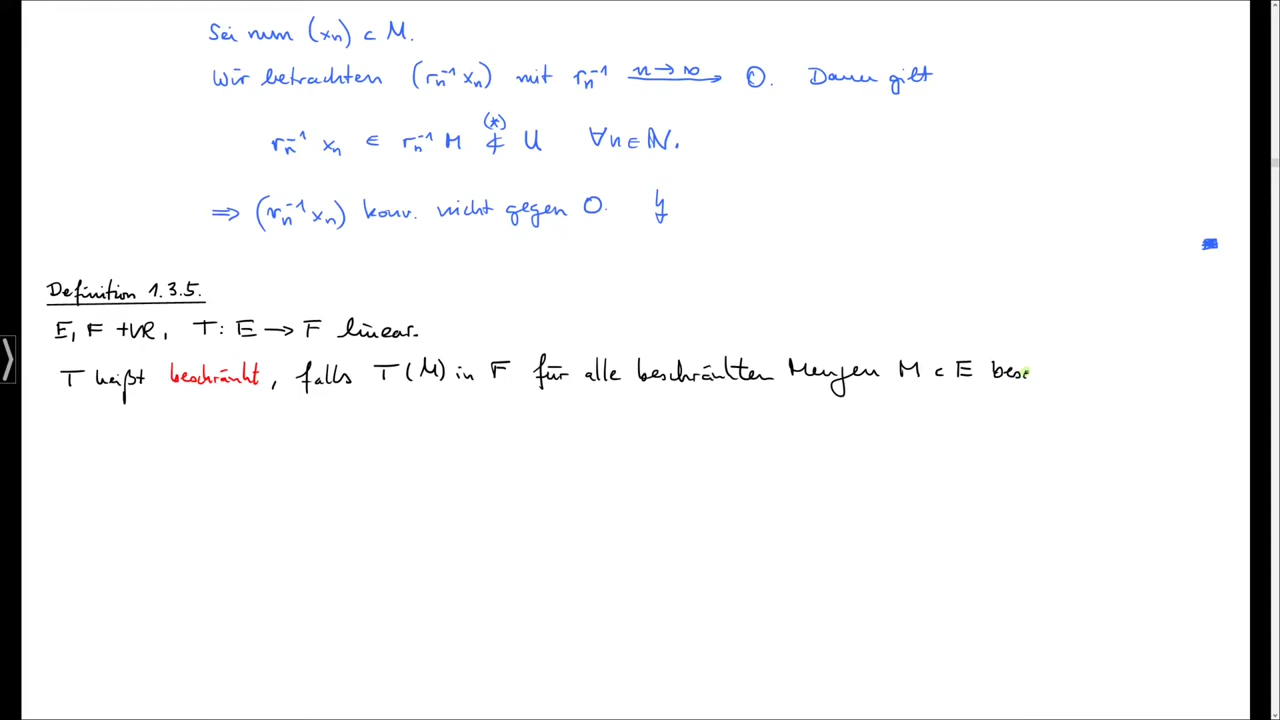 Sei nun (xₙ) ⊂ M.
Wir betrachten (rₙ⁻¹ xₙ) mit rₙ⁻¹ —n→∞→ 0. Dann gilt
rₙ⁻¹ xₙ ∈ rₙ⁻¹ M ⊄ U ∀n∈ℕ. (*)
⟹ (rₙ⁻¹ xₙ) konv. nicht gegen 0. ↯
Definition 1.3.5.
E, F tVR, T: E → F linear.
T heißt beschränkt, falls T(M) in F für alle beschränkten Mengen M ⊂ E bes